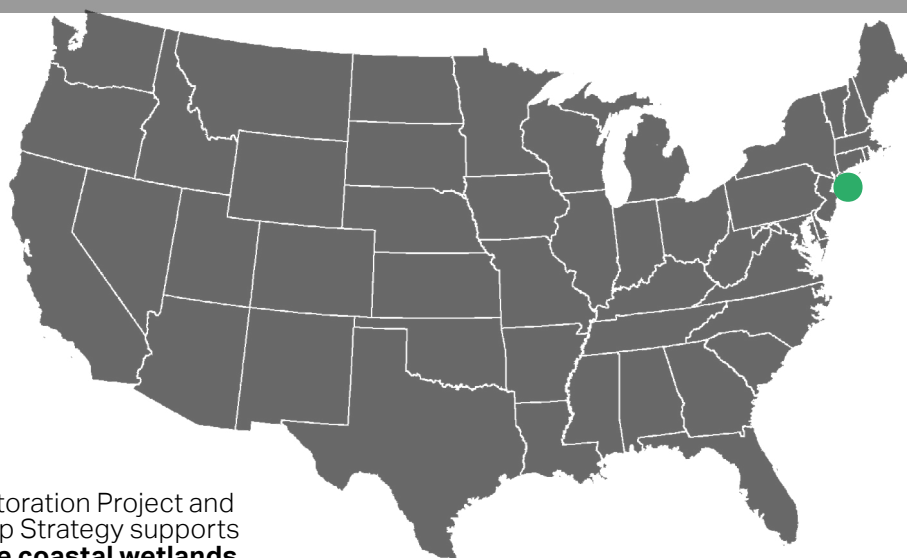 toration Project and
p Strategy supports
e coastal wetlands